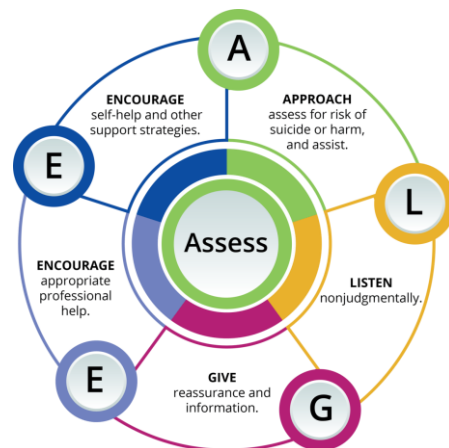 A
APPROACH
assess for risk of
suicide or harm,
and assist.
L
LISTEN
nonjudgmentally.
G
GIVE
reassurance and
information.
E
ENCOURAGE
appropriate
professional
help.
E
ENCOURAGE
self-help and other
support strategies.
Assess